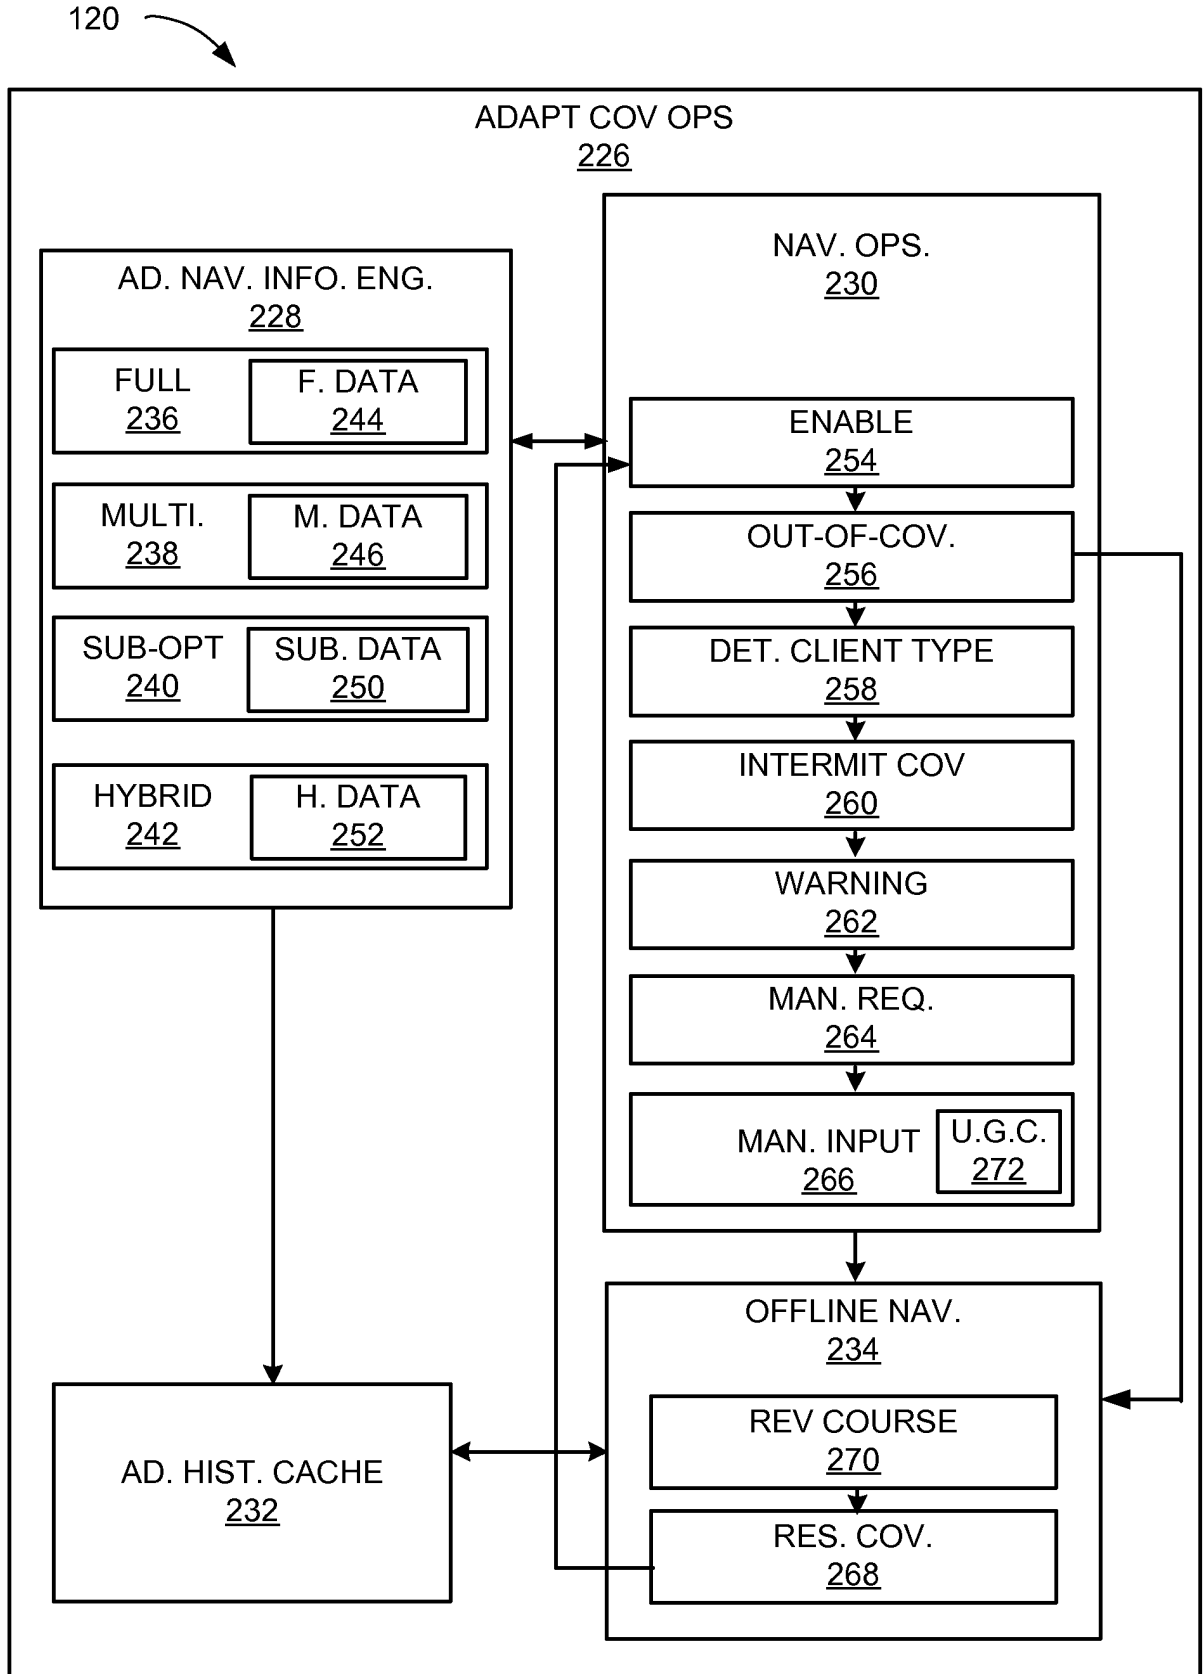 120
ADAPT COV OPS
226
AD. NAV. INFO. ENG.
228
FULL
236
F. DATA
244
MULTI.
238
M. DATA
246
SUB-OPT
240
SUB. DATA
250
HYBRID
242
H. DATA
252
NAV. OPS.
230
ENABLE
254
OUT-OF-COV.
256
DET. CLIENT TYPE
258
INTERMIT COV
260
WARNING
262
MAN. REQ.
264
MAN. INPUT
266
U.G.C.
272
OFFLINE NAV.
234
REV COURSE
270
RES. COV.
268
AD. HIST. CACHE
232